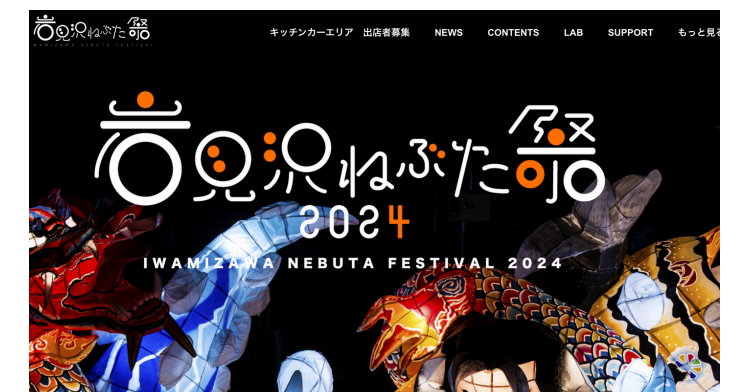 岩見沢ねぶた祭
IWAMIZAWA NEBUTA FESTIVAL
キッチンカーエリア 出店者募集 NEWS CONTENTS LAB SUPPORT もっと見る
岩見沢ねぶた祭
2024
IWAMIZAWA NEBUTA FESTIVAL 2024